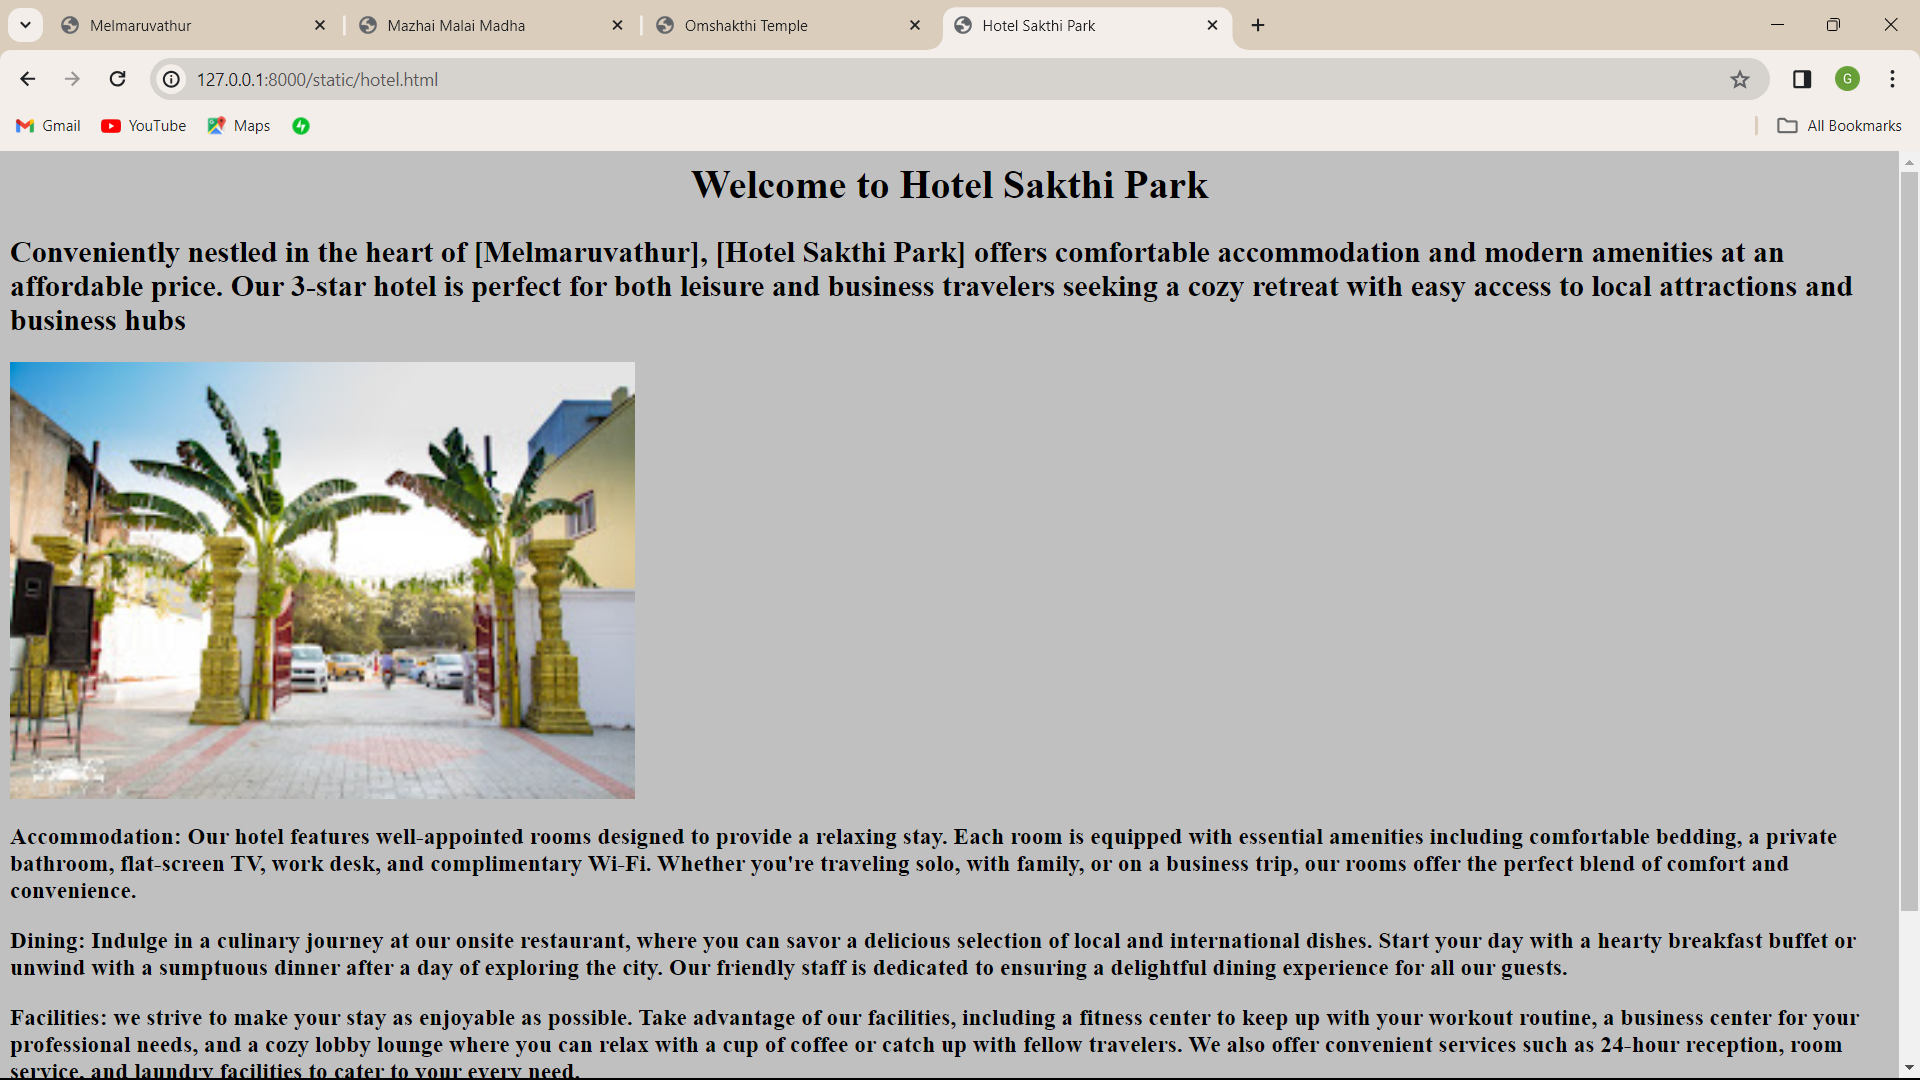 Melmaruvathur
Mazhai Malai Madha
Omshakthi Temple
Hotel Sakthi Park
127.0.0.1:8000/static/hotel.html
G
Gmail
YouTube
Maps
All Bookmarks
Welcome to Hotel Sakthi Park
Conveniently nestled in the heart of [Melmaruvathur], [Hotel Sakthi Park] offers comfortable accommodation and modern amenities at an
affordable price. Our 3-star hotel is perfect for both leisure and business travelers seeking a cozy retreat with easy access to local attractions and
business hubs
Accommodation: Our hotel features well-appointed rooms designed to provide a relaxing stay. Each room is equipped with essential amenities including comfortable bedding, a private
bathroom, flat-screen TV, work desk, and complimentary Wi-Fi. Whether you're traveling solo, with family, or on a business trip, our rooms offer the perfect blend of comfort and
convenience.
Dining: Indulge in a culinary journey at our onsite restaurant, where you can savor a delicious selection of local and international dishes. Start your day with a hearty breakfast buffet or
unwind with a sumptuous dinner after a day of exploring the city. Our friendly staff is dedicated to ensuring a delightful dining experience for all our guests.
Facilities: we strive to make your stay as enjoyable as possible. Take advantage of our facilities, including a fitness center to keep up with your workout routine, a business center for your
professional needs, and a cozy lobby lounge where you can relax with a cup of coffee or catch up with fellow travelers. We also offer convenient services such as 24-hour reception, room
service, and laundry facilities to cater to your every need.